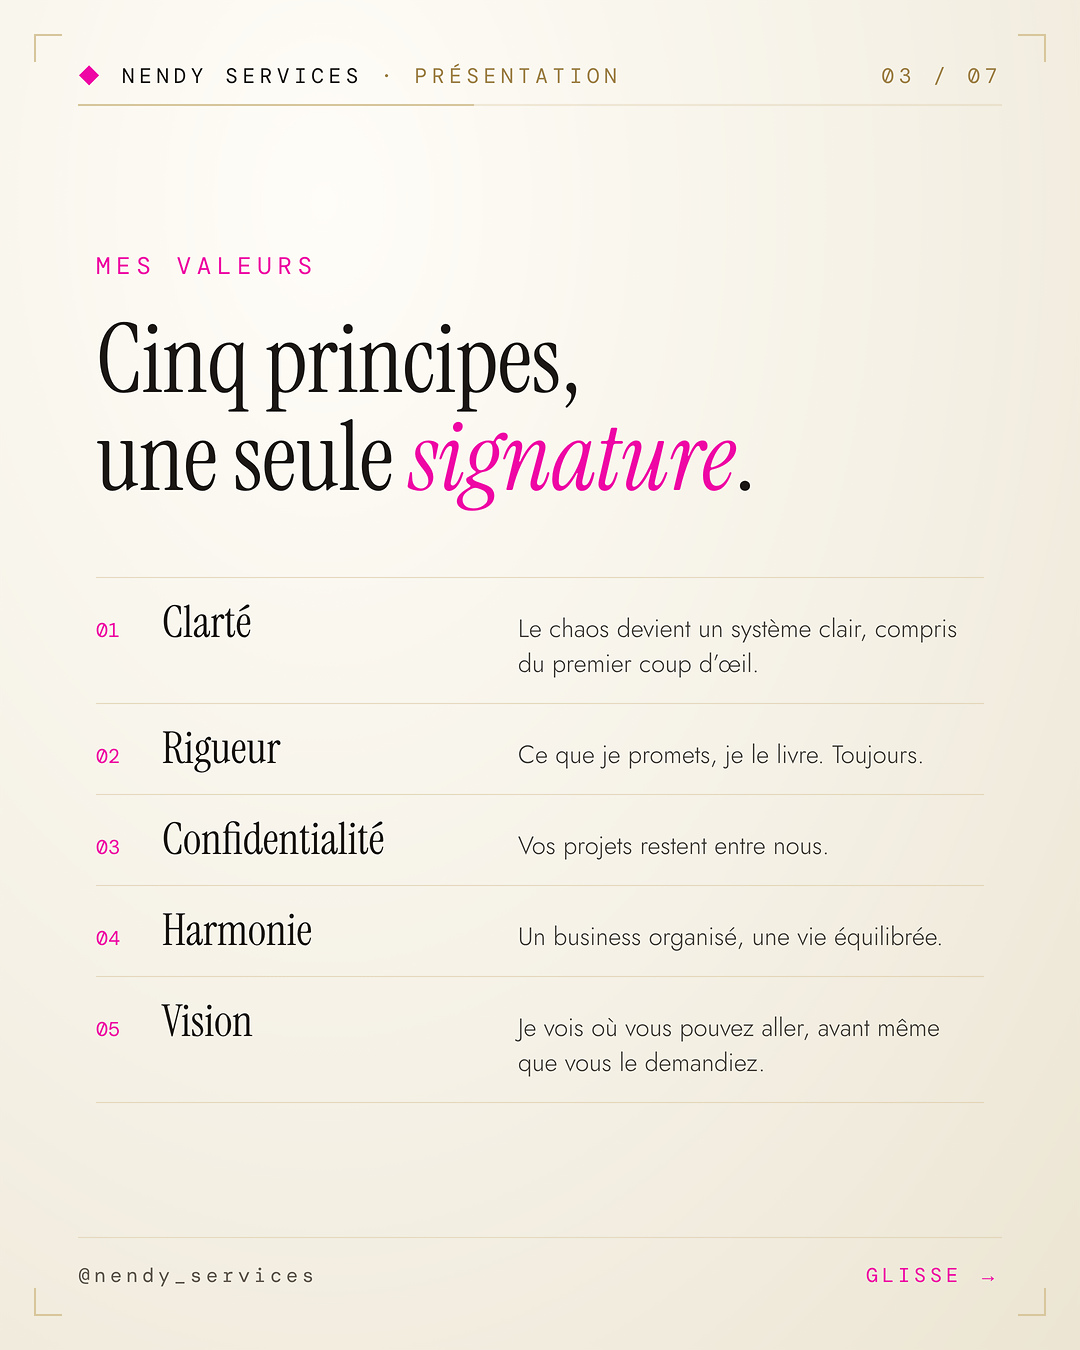 ◆ NENDY SERVICES · PRÉSENTATION 03 / 07
MES VALEURS
Cinq principes,
une seule signature.
01 Clarté Le chaos devient un système clair, compris
du premier coup d’œil.
02 Rigueur Ce que je promets, je le livre. Toujours.
03 Confidentialité Vos projets restent entre nous.
04 Harmonie Un business organisé, une vie équilibrée.
05 Vision Je vois où vous pouvez aller, avant même
que vous le demandiez.
@nendy_services GLISSE →